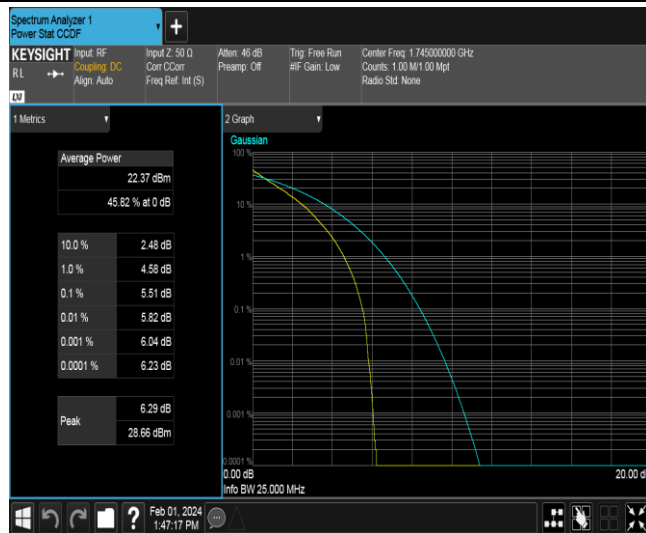 Spectrum Analyzer 1
Power Stat CCDF
KEYSIGHT
RL
Input: RF
Coupling: DC
Align: Auto
Input Z: 50 Ω
Corr CCorr
Freq Ref: Int (S)
Atten: 46 dB
Preamp: Off
Trig: Free Run
#IF Gain: Low
Center Freq: 1.745000000 GHz
Counts: 1.00 M/1.00 Mpt
Radio Std: None
1 Metrics
Average Power
22.37 dBm
45.82 % at 0 dB
10.0 % 2.48 dB
1.0 % 4.58 dB
0.1 % 5.51 dB
0.01 % 5.82 dB
0.001 % 6.04 dB
0.0001 % 6.23 dB
Peak
6.29 dB
28.66 dBm
2 Graph
Gaussian
100 %
10 %
1 %
0.1 %
0.01 %
0.001 %
0.0001 %
0.00 dB
20.00 d
Info BW 25.000 MHz
?
Feb 01, 2024
1:47:17 PM